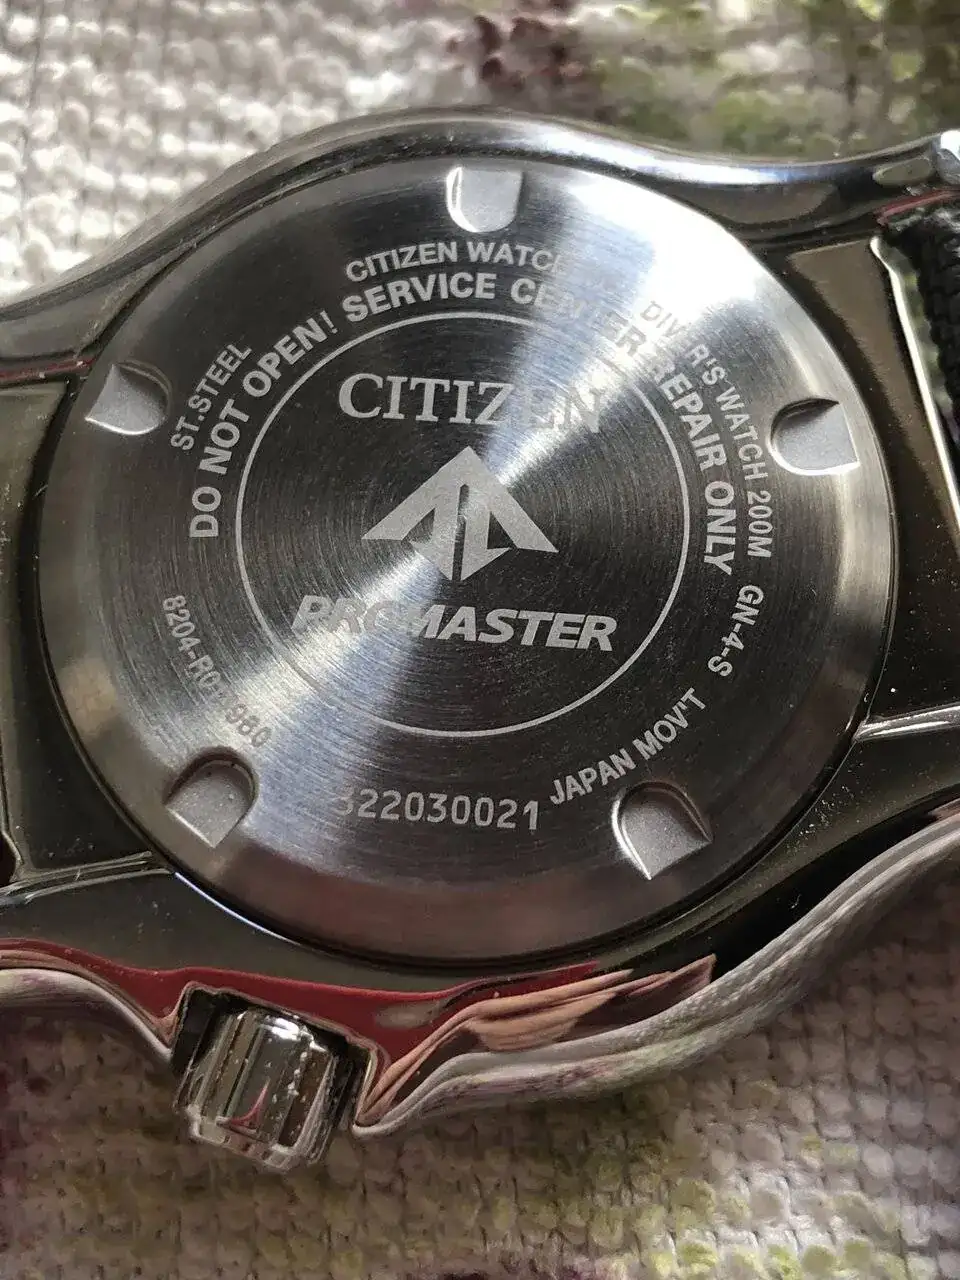 CITIZEN WATCH
DO NOT OPEN! SERVICE CENTER REPAIR ONLY
ST.STEEL
DIVER'S WATCH 200M
GN-4-S
JAPAN MOV'T
CITIZEN
PROMASTER
22030021